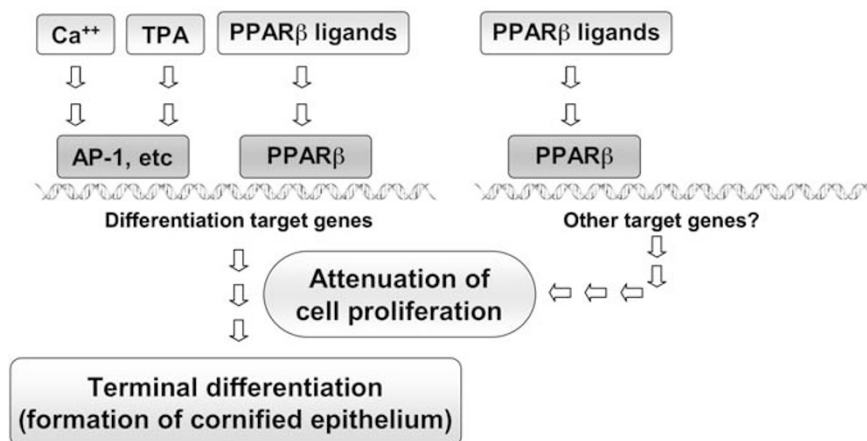 Ca⁺⁺ TPA PPARβ ligands PPARβ ligands
AP-1, etc PPARβ PPARβ
Differentiation target genes Other target genes?
Attenuation of
cell proliferation
Terminal differentiation
(formation of cornified epithelium)